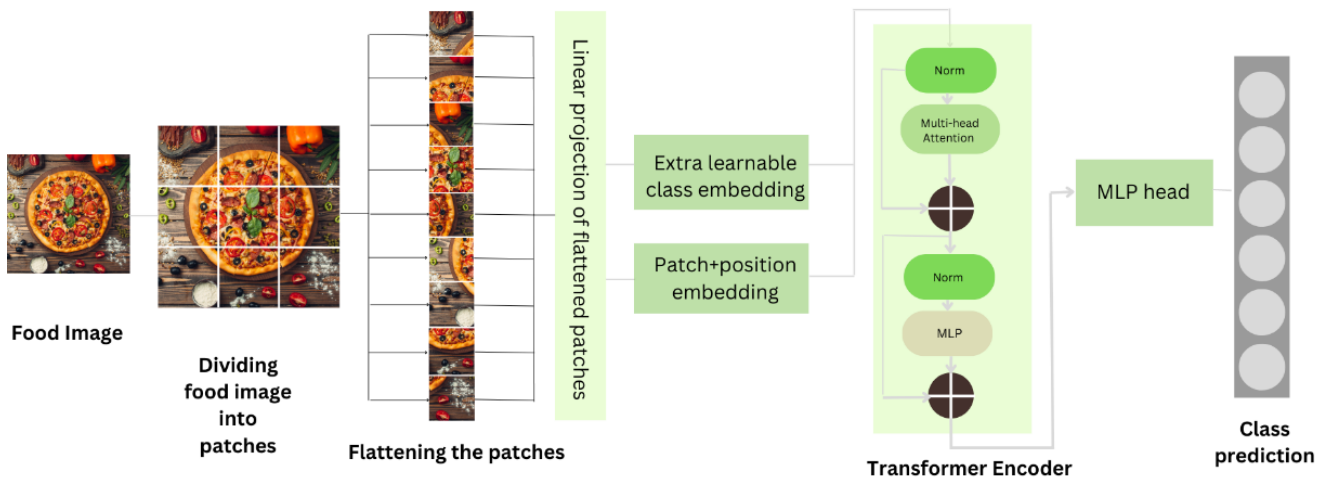 Food Image
Dividing
food image
into
patches
Flattening the patches
Linear projection of flattened patches
Extra learnable
class embedding
Patch+position
embedding
Norm
Multi-head
Attention
Norm
MLP
Transformer Encoder
MLP head
Class
prediction